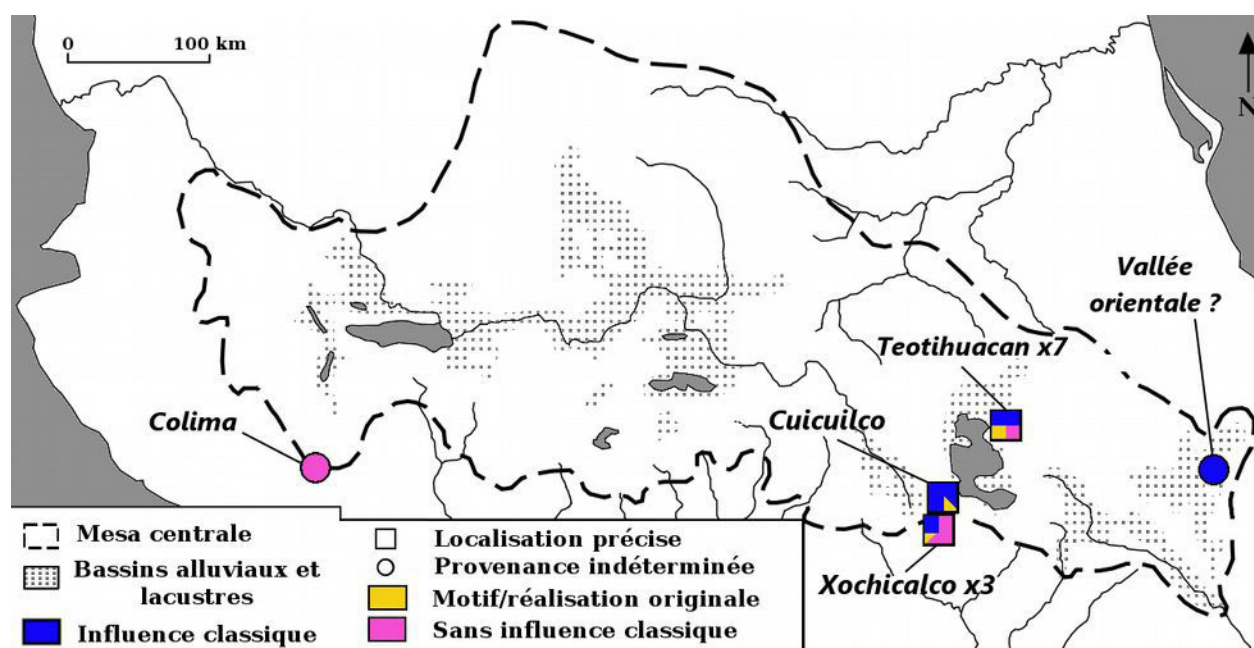 0 100 km
N
Vallée
orientale ?
Teotihuacan x7
Colima
Cuicuilco
Xochicalco x3
Mesa centrale
Bassins alluviaux et
lacustres
Influence classique
Localisation précise
Provenance indéterminée
Motif/réalisation originale
Sans influence classique